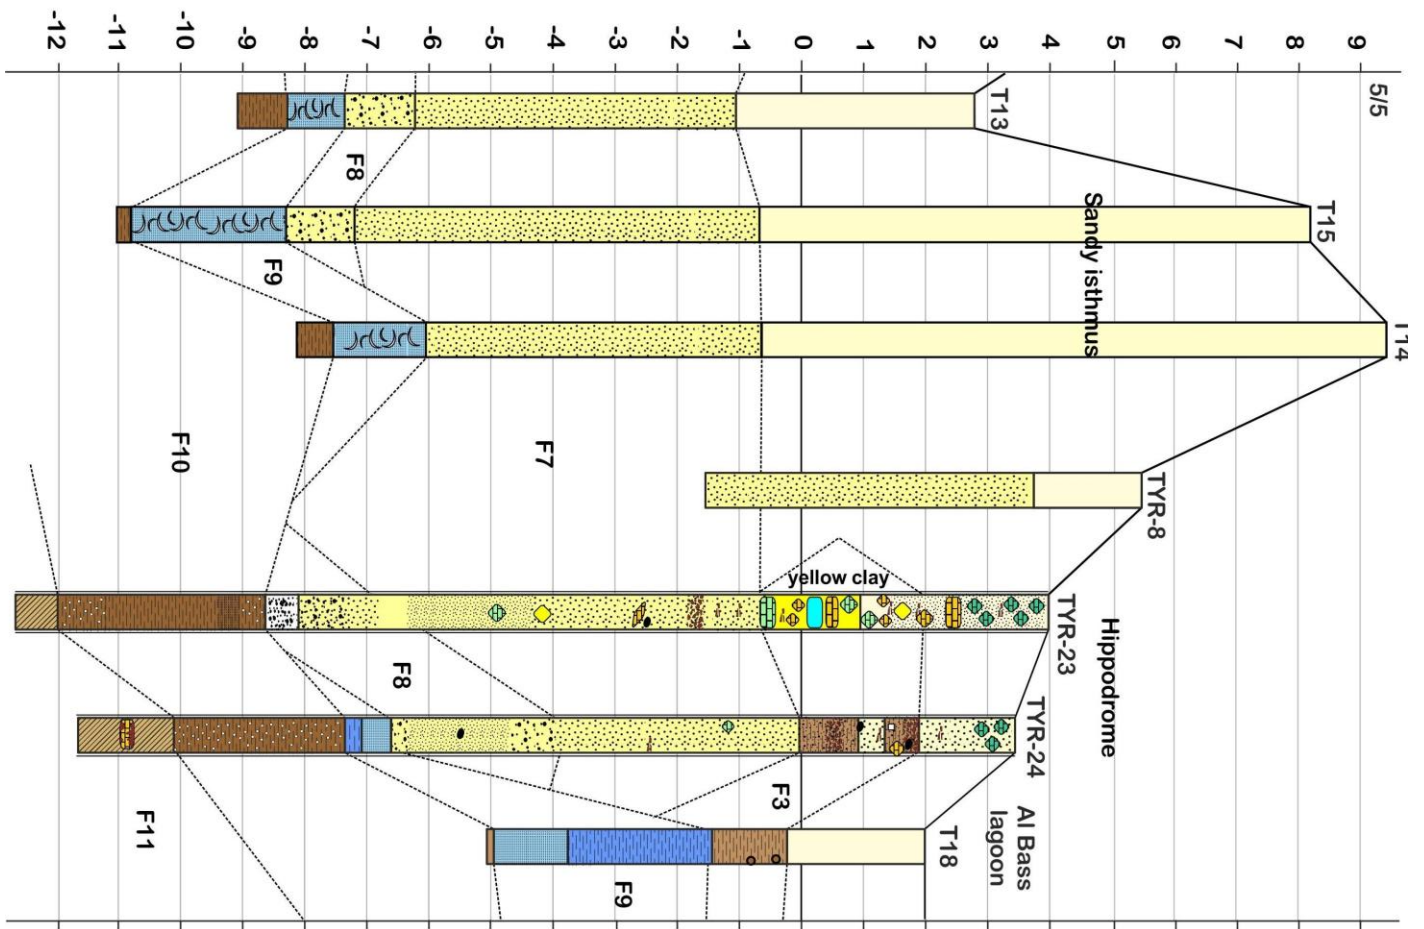 -12
-11
-10
-9
-8
-7
-6
-5
-4
-3
-2
-1
0
1
2
3
4
5
6
7
8
9
5/5
T13
F8
T15
Sandy isthmus
F9
T14
F10
F7
TYR-8
yellow clay
TYR-23
Hippodrome
F8
TYR-24
F3
F11
Al Bass
lagoon
T18
F9